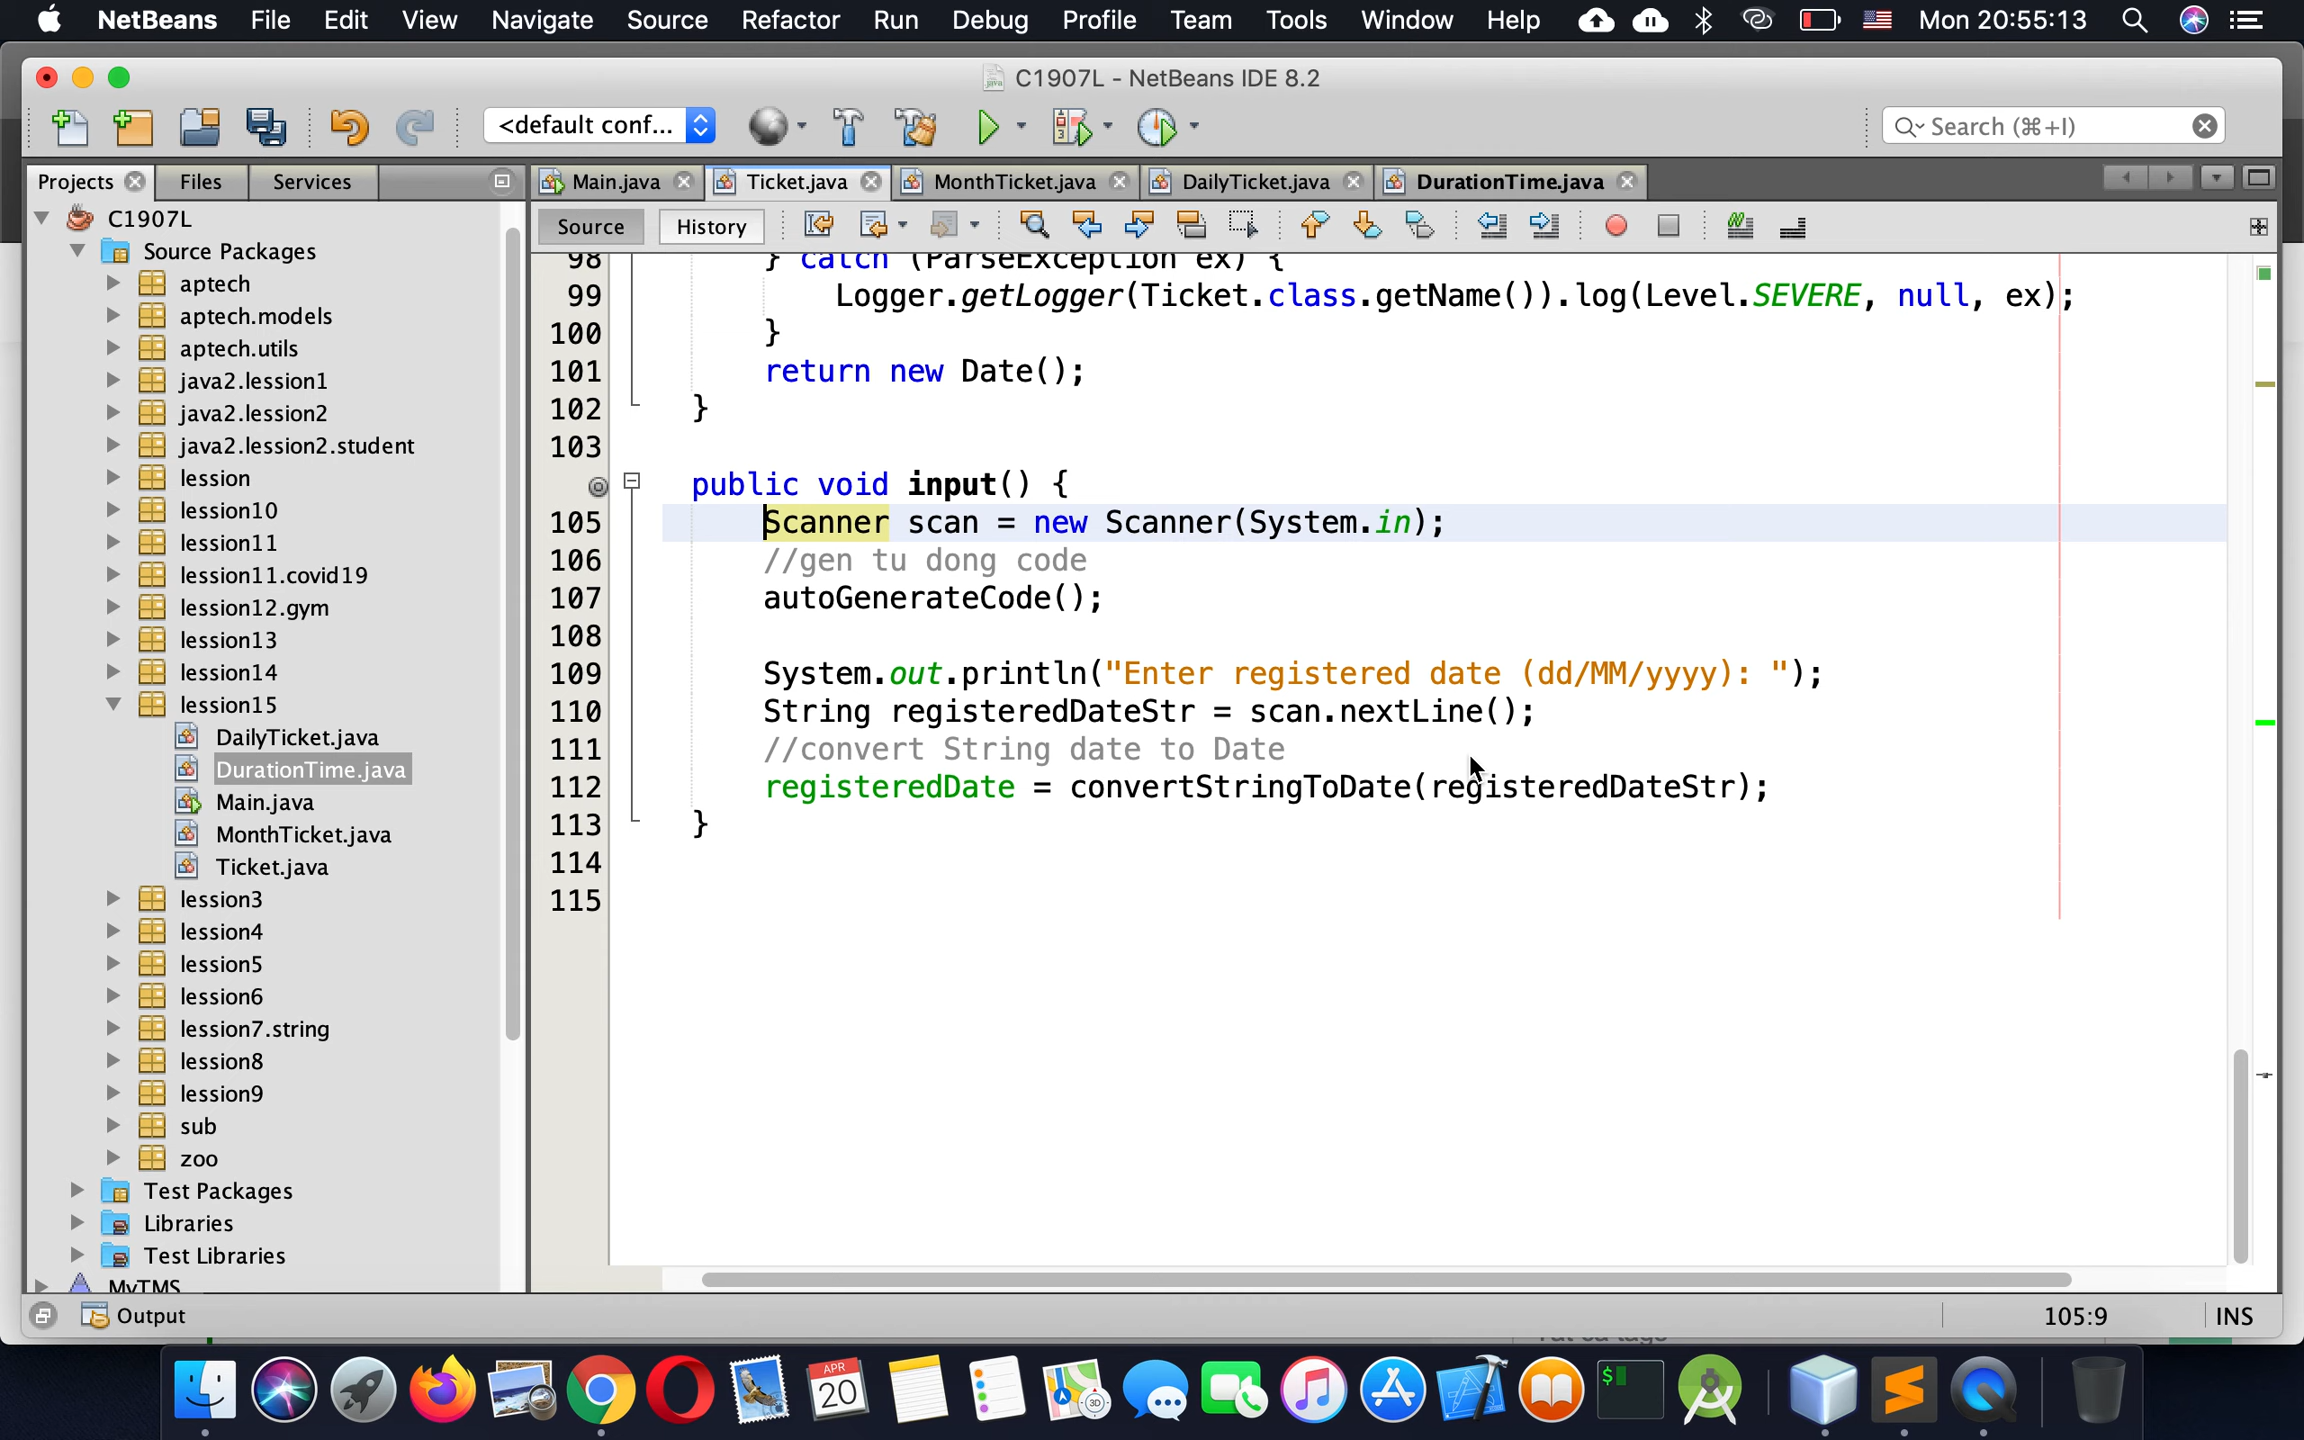 NetBeans File Edit View Navigate Source Refactor Run Debug Profile Team Tools Window Help Mon 20:55:13
C1907L - NetBeans IDE 8.2
<default conf... Search (⌘+I)
Projects Files Services Main.java Ticket.java MonthTicket.java DailyTicket.java DurationTime.java
Source History
C1907L
Source Packages
aptech
aptech.models
aptech.utils
java2.lession1
java2.lession2
java2.lession2.student
lession
lession10
lession11
lession11.covid19
lession12.gym
lession13
lession14
lession15
DailyTicket.java
DurationTime.java
Main.java
MonthTicket.java
Ticket.java
lession3
lession4
lession5
lession6
lession7.string
lession8
lession9
sub
zoo
Test Packages
Libraries
Test Libraries
MyTMS
98 } catch (ParseException ex) {
99 Logger.getLogger(Ticket.class.getName()).log(Level.SEVERE, null, ex);
100 }
101 return new Date();
102 }
103
public void input() {
105 Scanner scan = new Scanner(System.in);
106 //gen tu dong code
107 autoGenerateCode();
108
109 System.out.println("Enter registered date (dd/MM/yyyy): ");
110 String registeredDateStr = scan.nextLine();
111 //convert String date to Date
112 registeredDate = convertStringToDate(registeredDateStr);
113 }
114
115
Output 105:9 INS
APR
20
3D
$